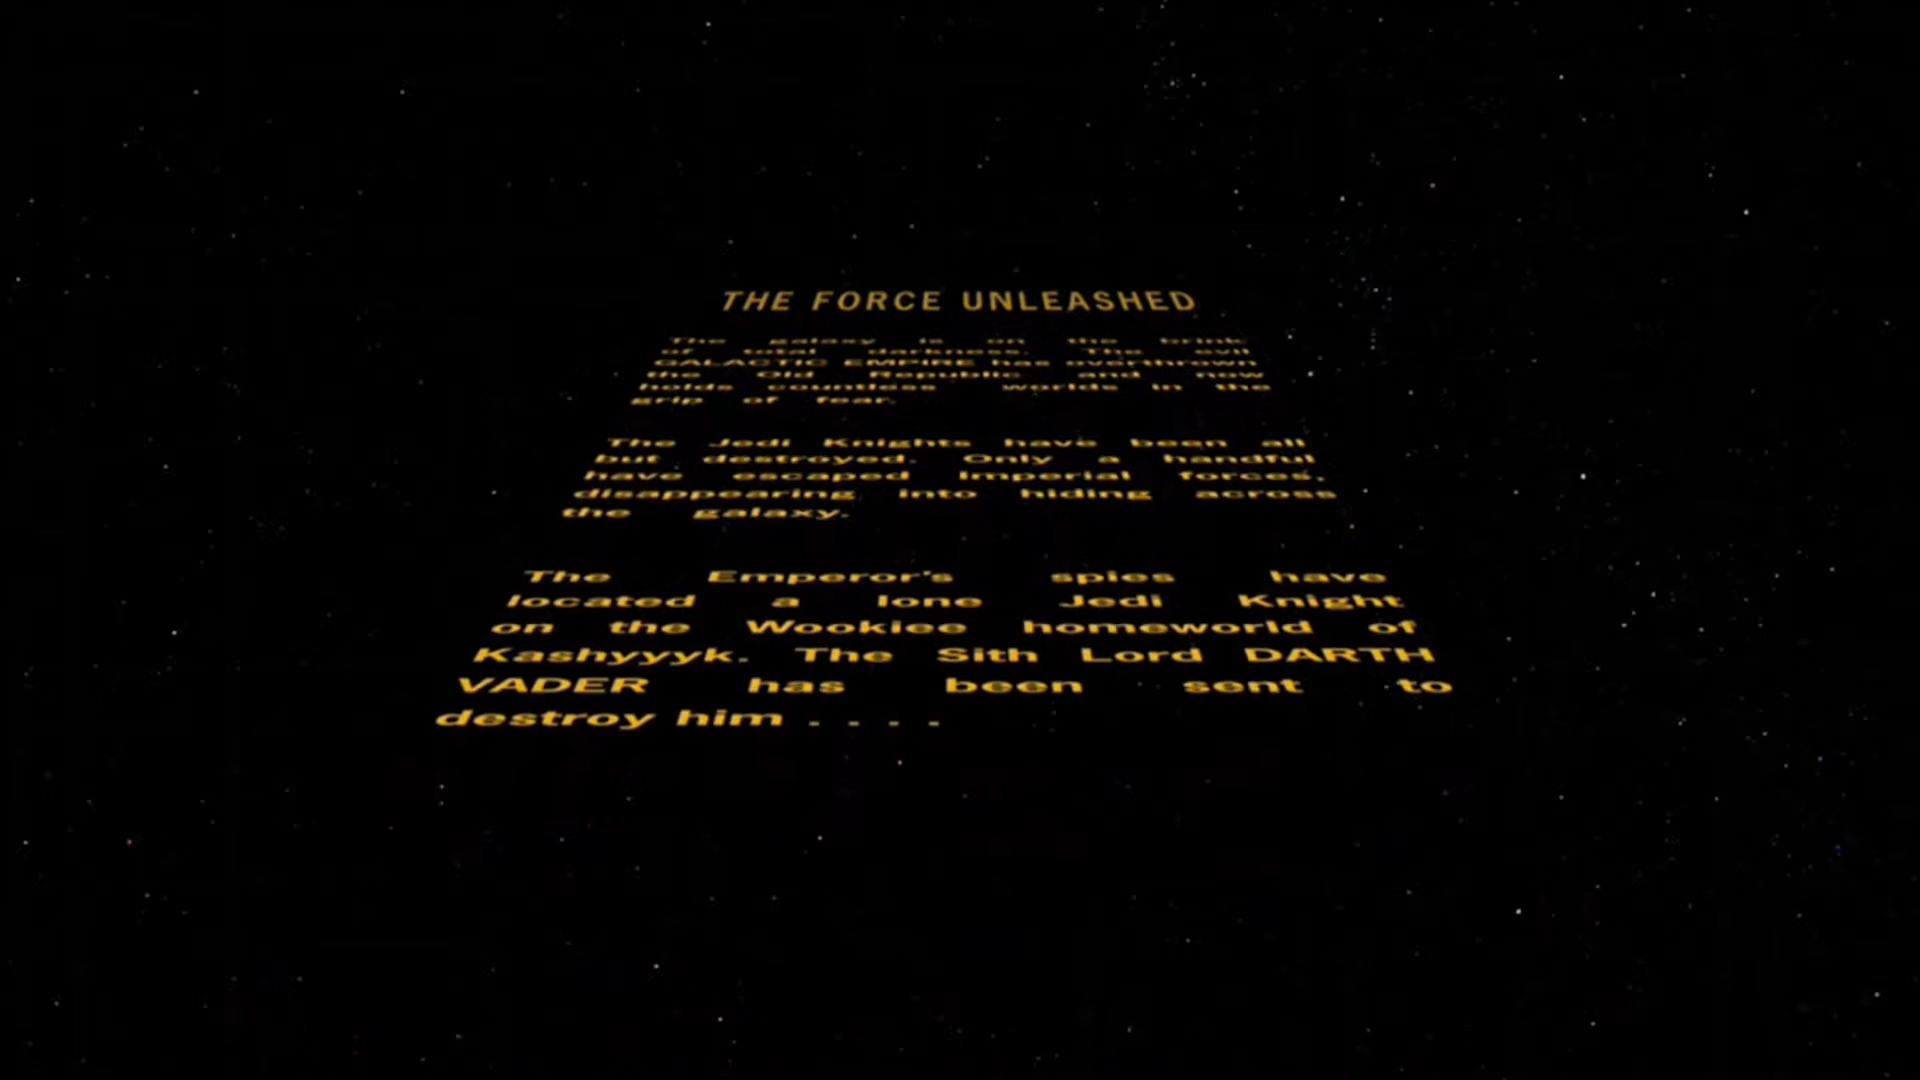 THE FORCE UNLEASHED
The galaxy is on the brink
of total darkness. The evil
GALACTIC EMPIRE has overthrown
the Old Republic and now
holds countless worlds in the
grip of fear.
The Jedi Knights have been all
but destroyed. Only a handful
have escaped Imperial forces,
disappearing into hiding across
the galaxy.
The Emperor's spies have
located a lone Jedi Knight
on the Wookiee homeworld of
Kashyyyk. The Sith Lord DARTH
VADER has been sent to
destroy him . . . .